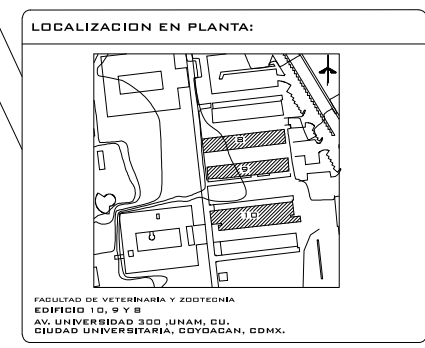 LOCALIZACION EN PLANTA:
8
9
10
FACULTAD DE VETERINARIA Y ZOOTECNIA
EDIFICIO 10, 9 Y 8
AV. UNIVERSIDAD 300 ,UNAM, CU.
CIUDAD UNIVERSITARIA, COYOACAN, CDMX.